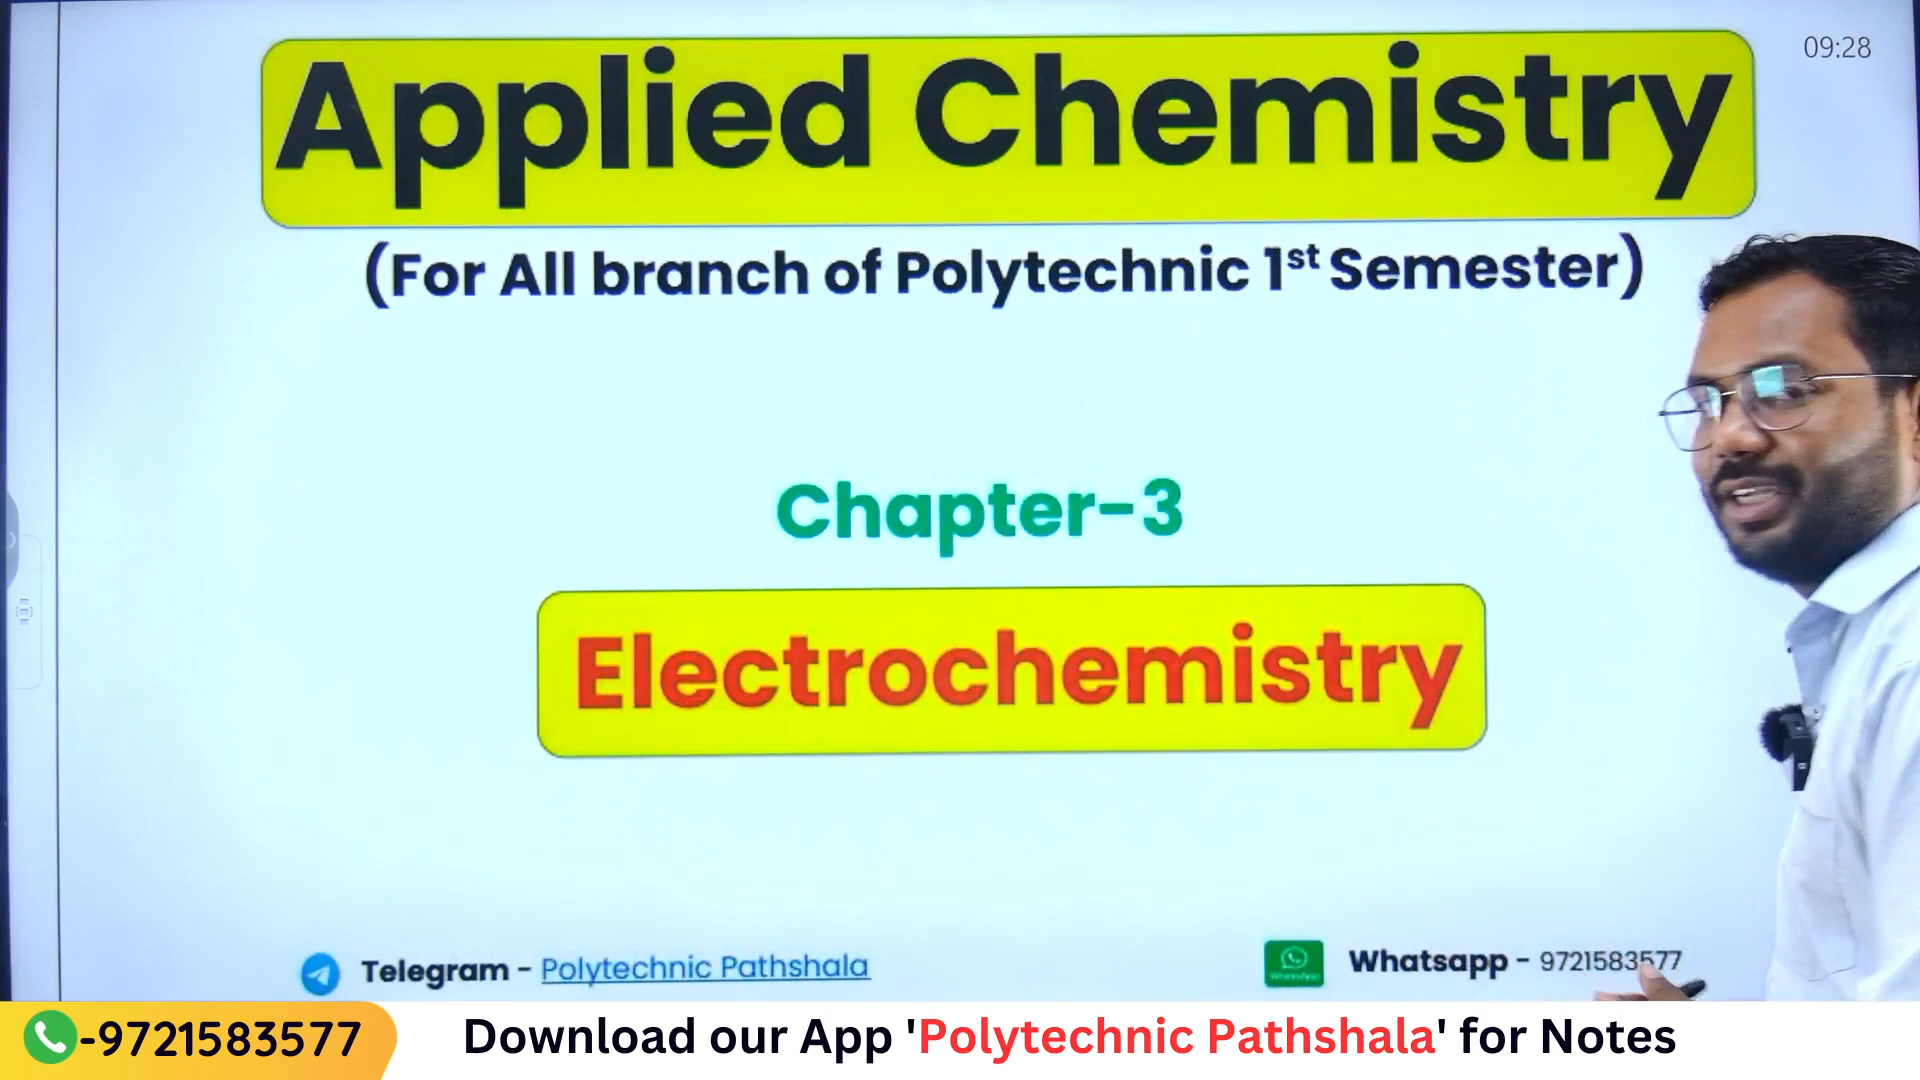 Applied Chemistry
09:28
(For All branch of Polytechnic 1st Semester)
Chapter-3
Electrochemistry
Telegram - Polytechnic Pathshala
Whatsapp - 9721583577
-9721583577
Download our App 'Polytechnic Pathshala' for Notes